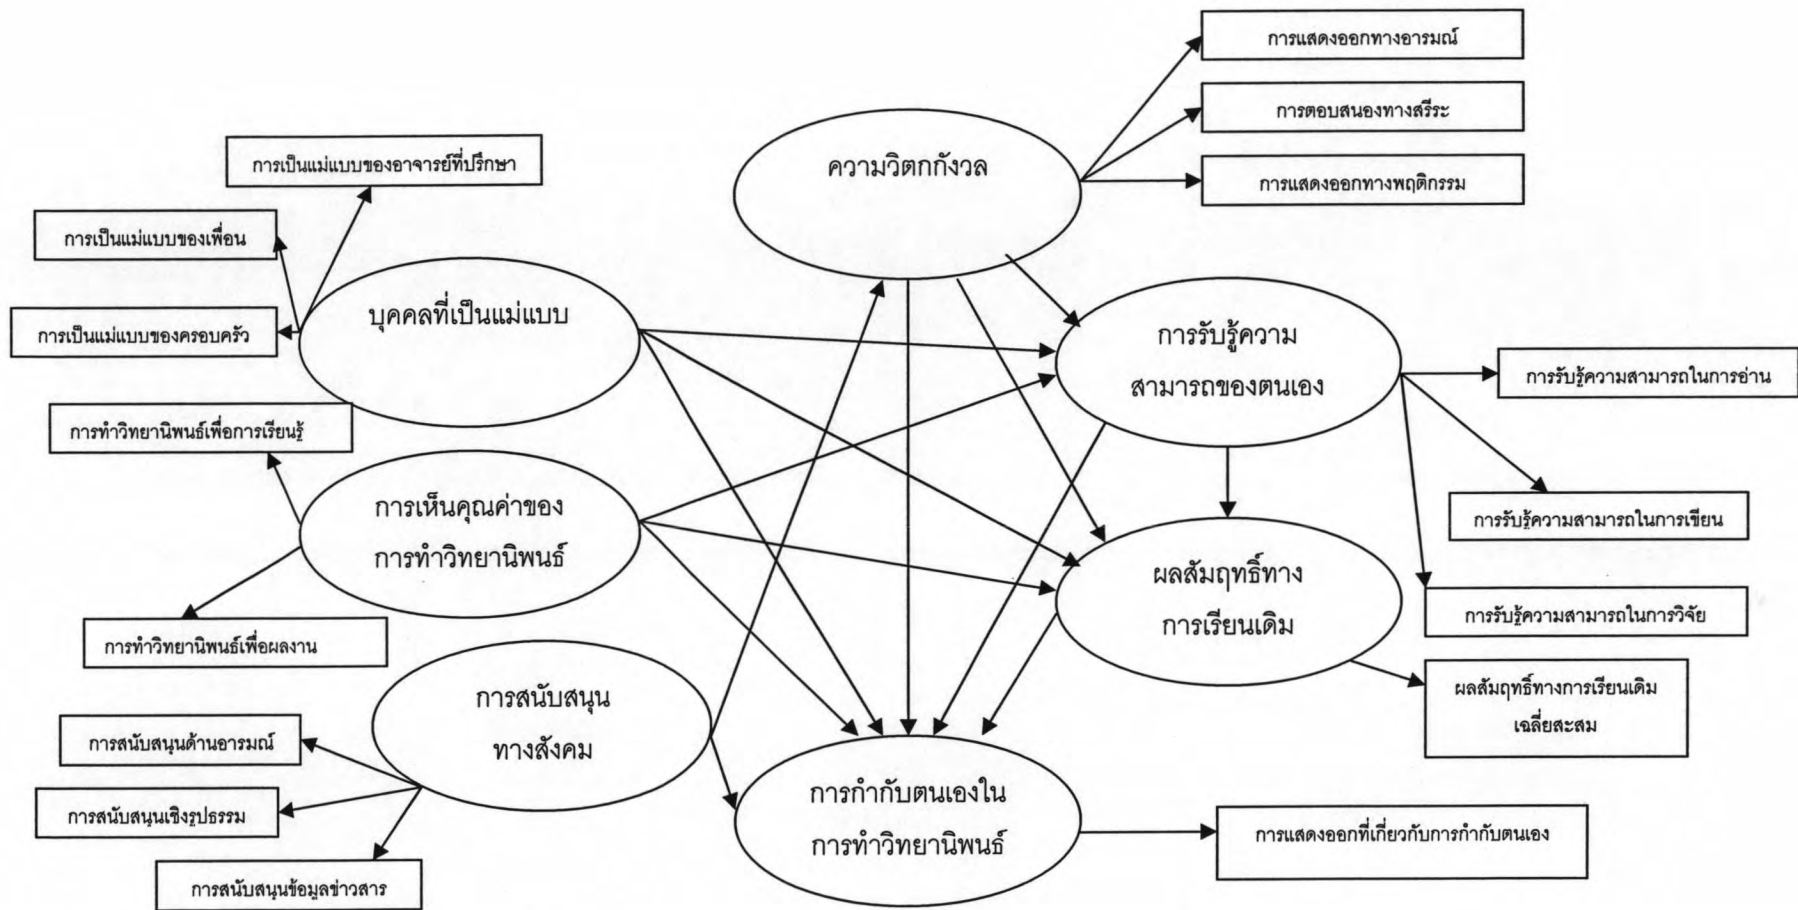 การแสดงออกทางอารมณ์
การตอบสนองทางสรีระ
การแสดงออกทางพฤติกรรม
ความวิตกกังวล
การเป็นแม่แบบของอาจารย์ที่ปรึกษา
การเป็นแม่แบบของเพื่อน
การเป็นแม่แบบของครอบครัว
บุคคลที่เป็นแม่แบบ
การรับรู้ความ
สามารถของตนเอง
การรับรู้ความสามารถในการอ่าน
การรับรู้ความสามารถในการเขียน
การรับรู้ความสามารถในการวิจัย
การทำวิทยานิพนธ์เพื่อการเรียนรู้
การเห็นคุณค่าของ
การทำวิทยานิพนธ์
การทำวิทยานิพนธ์เพื่อผลงาน
ผลสัมฤทธิ์ทาง
การเรียนเดิม
ผลสัมฤทธิ์ทางการเรียนเดิม
เฉลี่ยสะสม
การสนับสนุน
ทางสังคม
การสนับสนุนด้านอารมณ์
การสนับสนุนเชิงรูปธรรม
การสนับสนุนข้อมูลข่าวสาร
การกำกับตนเองใน
การทำวิทยานิพนธ์
การแสดงออกที่เกี่ยวกับการกำกับตนเอง